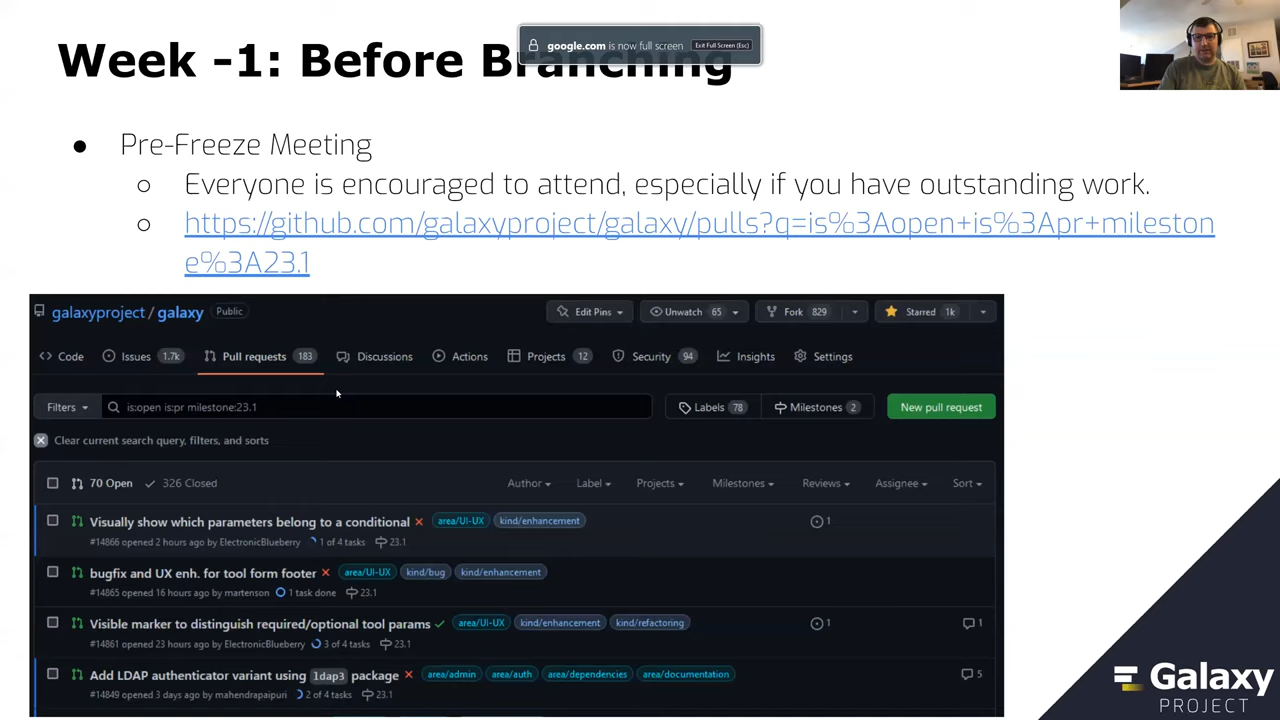 Week -1: Before Branching
google.com is now full screen Exit Full Screen (Esc)
● Pre-Freeze Meeting
○ Everyone is encouraged to attend, especially if you have outstanding work.
○ https://github.com/galaxyproject/galaxy/pulls?q=is%3Aopen+is%3Apr+mileston
e%3A23.1
galaxyproject / galaxy Public Edit Pins Unwatch 65 Fork 829 Starred 1k
Code Issues 1.7k Pull requests 183 Discussions Actions Projects 12 Security 94 Insights Settings
Filters is:open is:pr milestone:23.1 Labels 78 Milestones 2 New pull request
Clear current search query, filters, and sorts
70 Open 326 Closed Author Label Projects Milestones Reviews Assignee Sort
Visually show which parameters belong to a conditional area/UI-UX kind/enhancement 1
#14866 opened 2 hours ago by ElectronicBlueberry 1 of 4 tasks 23.1
bugfix and UX enh. for tool form footer area/UI-UX kind/bug kind/enhancement
#14865 opened 16 hours ago by martenson 1 task done 23.1
Visible marker to distinguish required/optional tool params area/UI-UX kind/enhancement kind/refactoring 1 1
#14861 opened 23 hours ago by ElectronicBlueberry 3 of 4 tasks 23.1
Add LDAP authenticator variant using ldap3 package area/admin area/auth area/dependencies area/documentation 5
#14849 opened 3 days ago by mahendrapaipuri 2 of 4 tasks 23.1
Galaxy
PROJECT